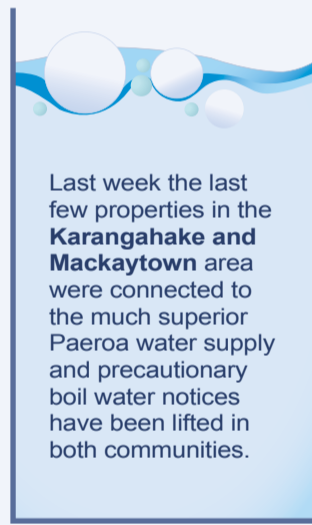 Last week the last
few properties in the
Karangahake and
Mackaytown area
were connected to
the much superior
Paeroa water supply
and precautionary
boil water notices
have been lifted in
both communities.